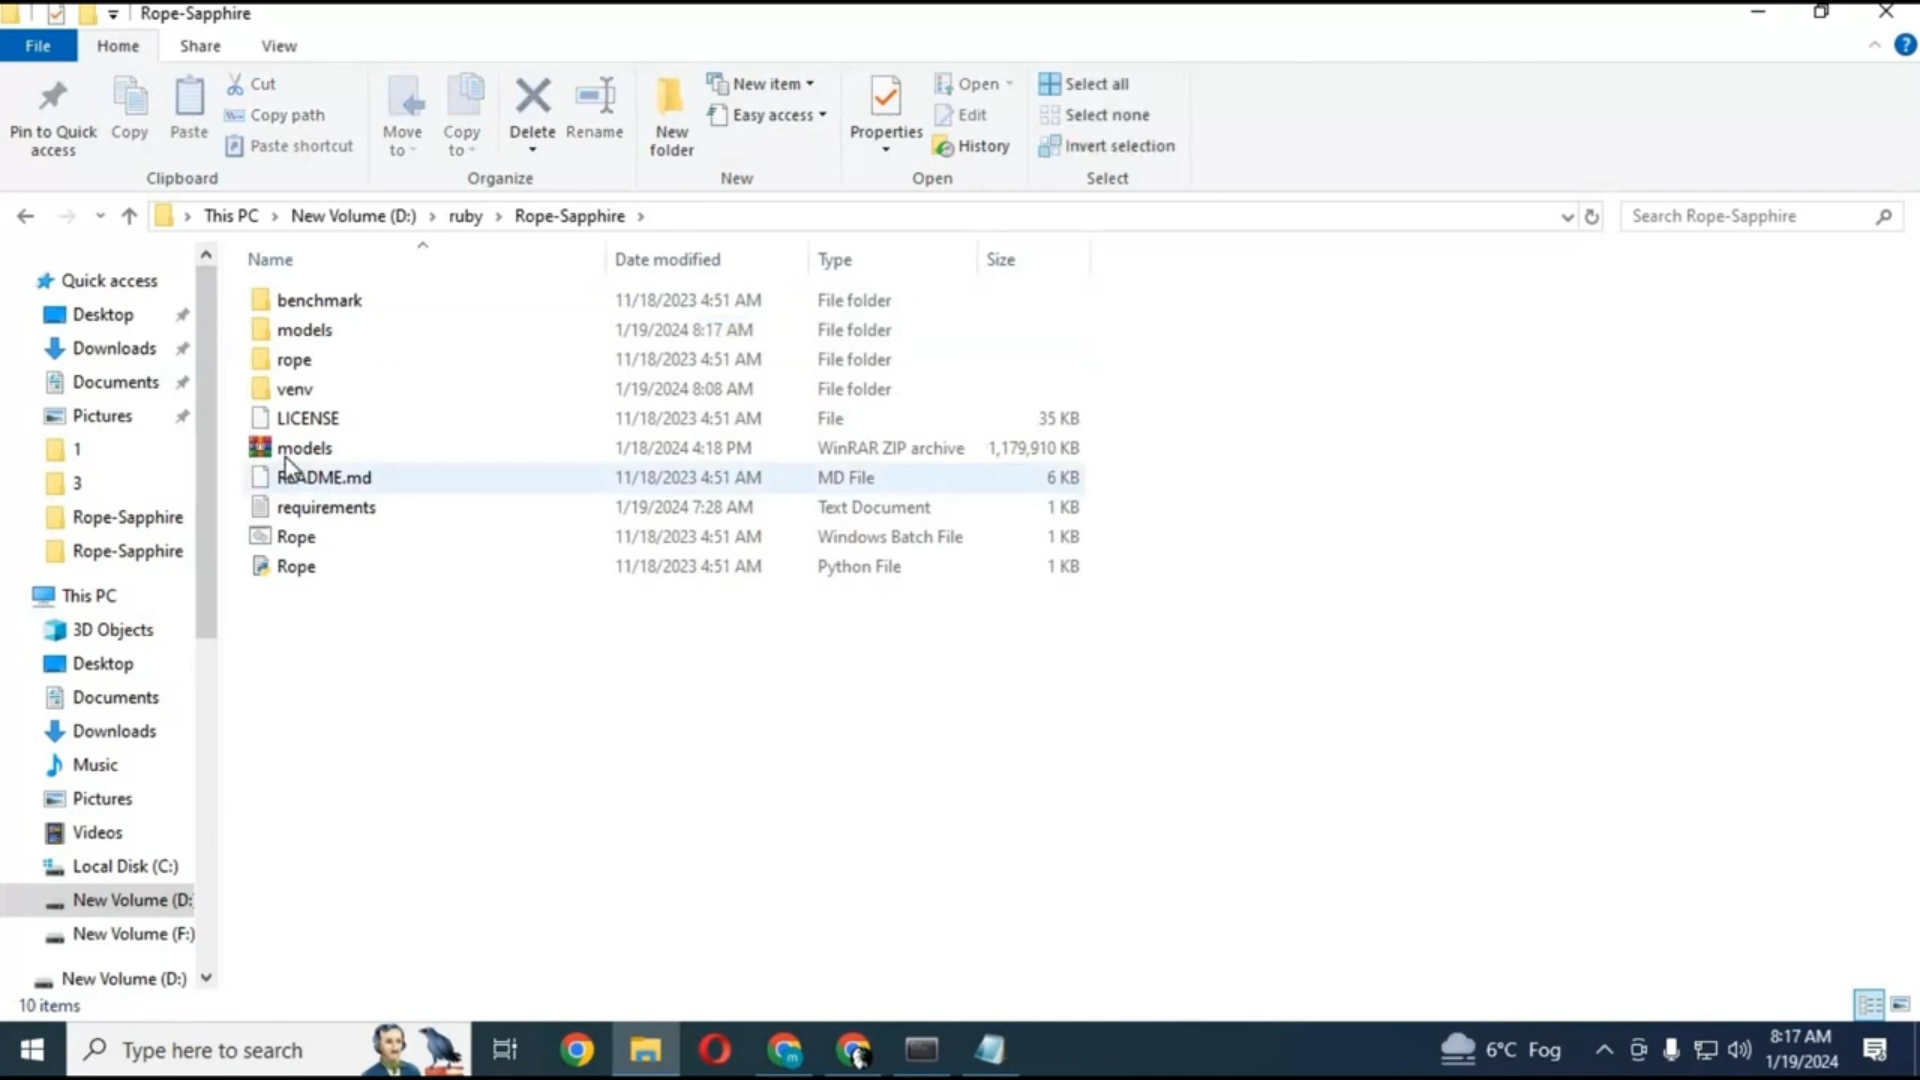 Rope-Sapphire
File Home Share View
Pin to Quick access
Copy
Paste
Cut
Copy path
Paste shortcut
Clipboard
Move to
Copy to
Delete
Rename
Organize
New folder
New item
Easy access
New
Properties
Open
Edit
History
Open
Select all
Select none
Invert selection
Select
This PC New Volume (D:) ruby Rope-Sapphire
Search Rope-Sapphire
Quick access
Desktop
Downloads
Documents
Pictures
1
3
Rope-Sapphire
Rope-Sapphire
This PC
3D Objects
Desktop
Documents
Downloads
Music
Pictures
Videos
Local Disk (C:)
New Volume (D:
New Volume (F:)
New Volume (D:)
Name Date modified Type Size
benchmark 11/18/2023 4:51 AM File folder
models 1/19/2024 8:17 AM File folder
rope 11/18/2023 4:51 AM File folder
venv 1/19/2024 8:08 AM File folder
LICENSE 11/18/2023 4:51 AM File 35 KB
models 1/18/2024 4:18 PM WinRAR ZIP archive 1,179,910 KB
README.md 11/18/2023 4:51 AM MD File 6 KB
requirements 1/19/2024 7:28 AM Text Document 1 KB
Rope 11/18/2023 4:51 AM Windows Batch File 1 KB
Rope 11/18/2023 4:51 AM Python File 1 KB
10 items
Type here to search
m
6°C Fog
8:17 AM
1/19/2024